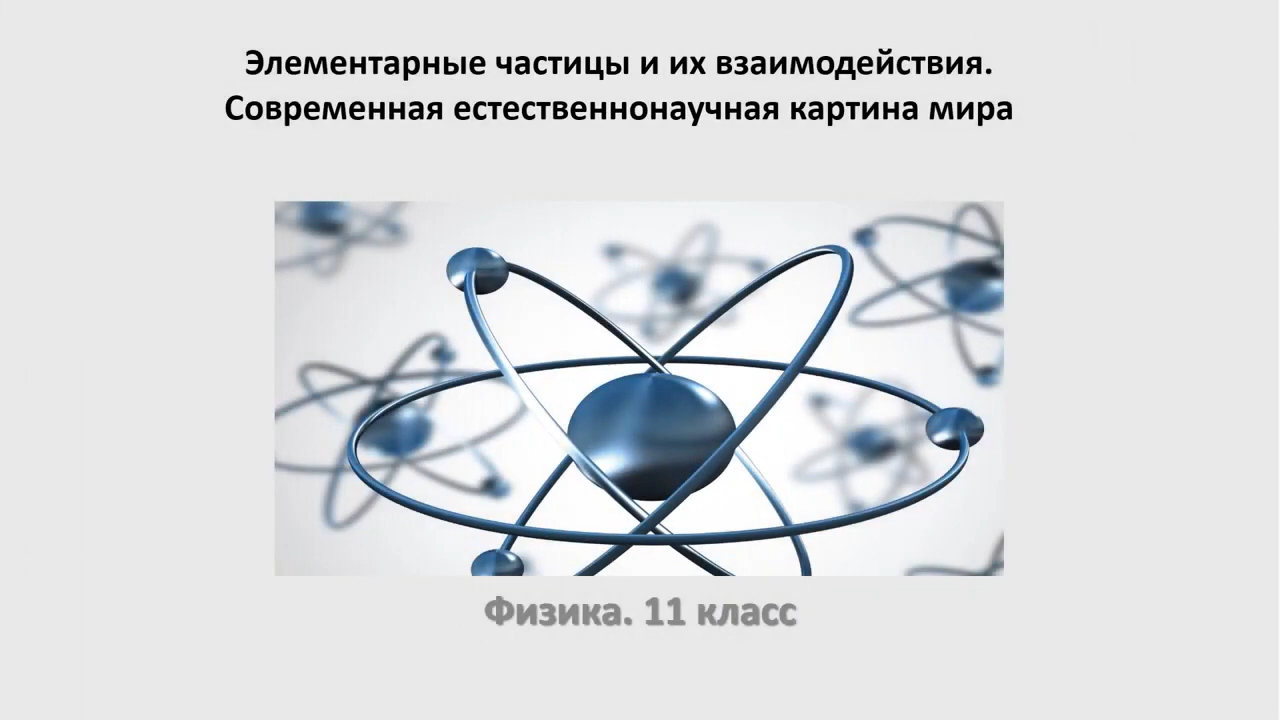 Элементарные частицы и их взаимодействия.
Современная естественнонаучная картина мира
Физика. 11 класс